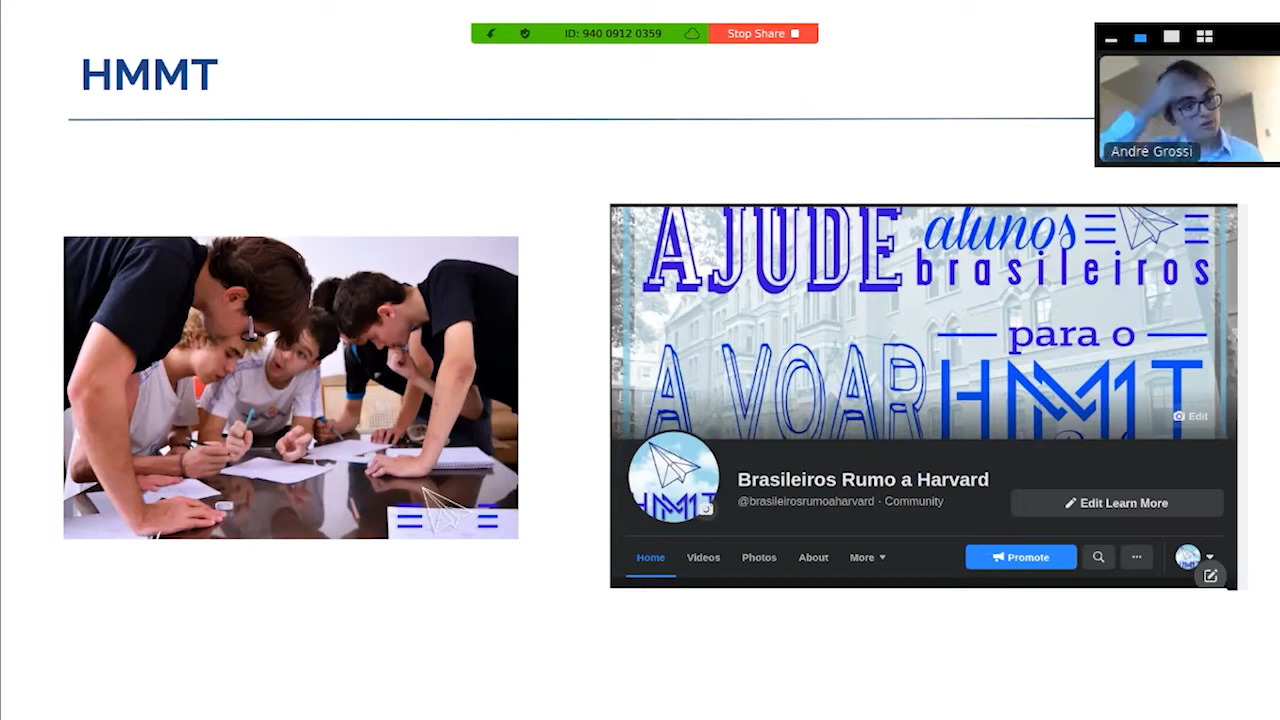 ID: 940 0912 0359
Stop Share
HMMT
André Grossi
AJUDE alunos
brasileiros
para o
A VOAR HMMT
Edit
HMMT
Brasileiros Rumo a Harvard
@brasileirosrumoaharvard · Community
Edit Learn More
Home Videos Photos About More
Promote